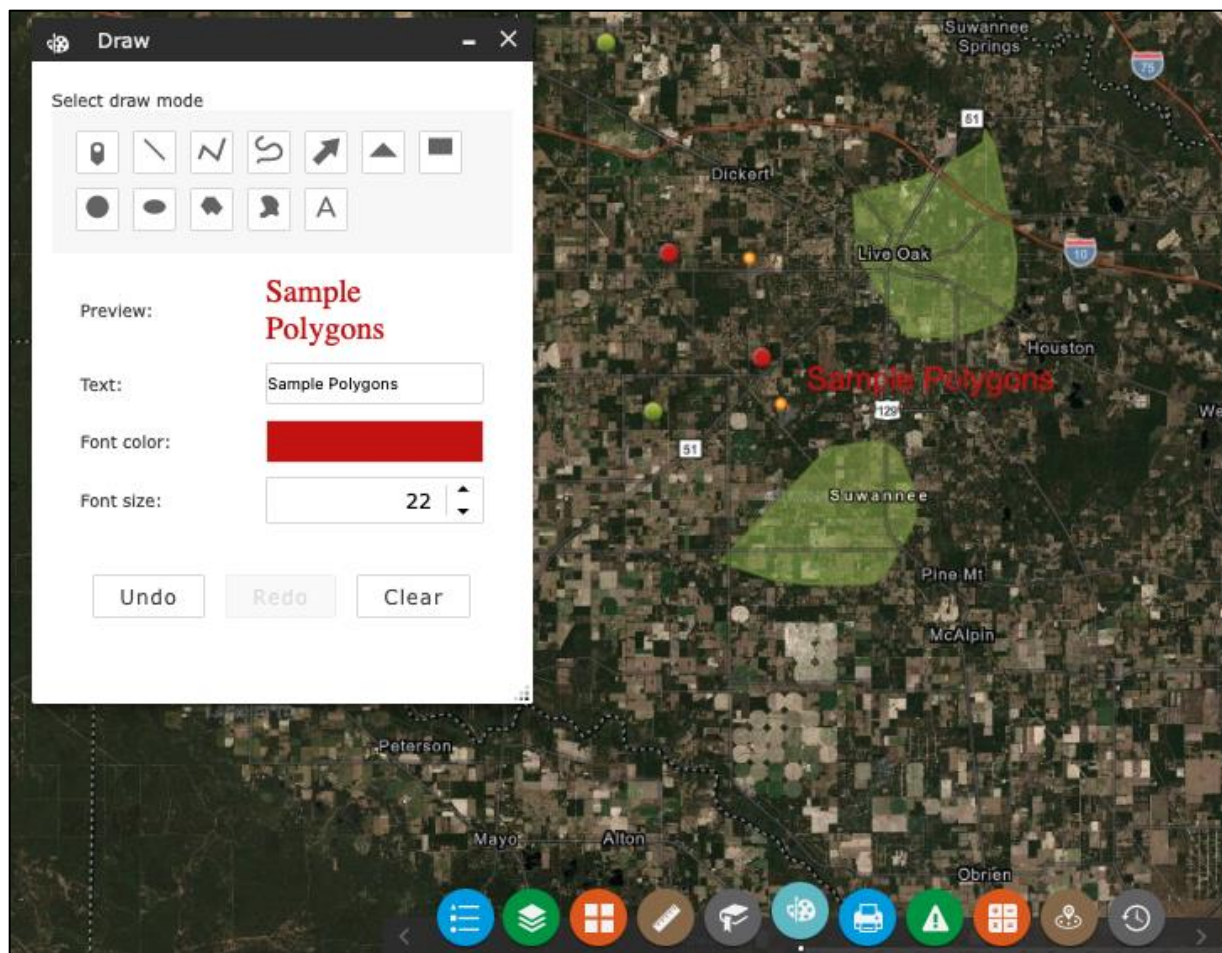 Draw
Select draw mode
A
Preview:
Sample
Polygons
Text:
Sample Polygons
Font color:
Font size:
22
Undo
Redo
Clear
Suwannee
Springs
75
51
Dickert
Live Oak
10
Houston
Sample Polygons
129
We
51
Suwannee
Pine Mt
McAlpin
Peterson
Mayo
Alton
Obrien